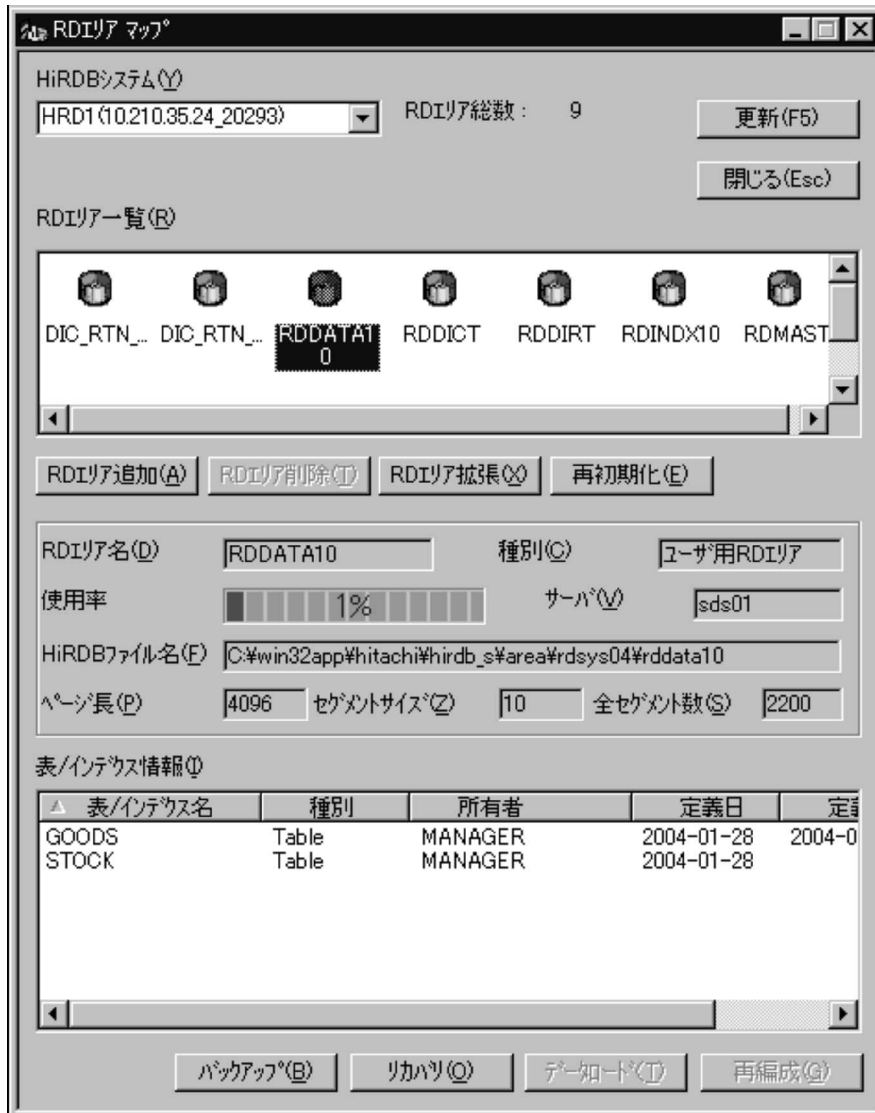 RDエリア マップ
HiRDBシステム(Y)
HRD1(10.210.35.24_20293)
RDエリア総数： 9
更新(F5)
閉じる(Esc)
RDエリア一覧(R)
DIC_RTN_... DIC_RTN_... RDDATA10 RDDICT RDDIRT RDINDX10 RDMAST
RDエリア追加(A) RDエリア削除(T) RDエリア拡張(X) 再初期化(E)
RDエリア名(D) RDDATA10 種別(C) ユーザ用RDエリア
使用率 1% サーバ(V) sds01
HiRDBファイル名(F) C:¥win32app¥hitachi¥hirdb_s¥area¥rdsys04¥rddata10
ページ長(P) 4096 セグメントサイズ(Z) 10 全セグメント数(S) 2200
表/インデクス情報(I)
表/インデクス名 種別 所有者 定義日 定義
GOODS Table MANAGER 2004-01-28 2004-0
STOCK Table MANAGER 2004-01-28
バックアップ(B) リカバリ(O) データロード(T) 再編成(G)